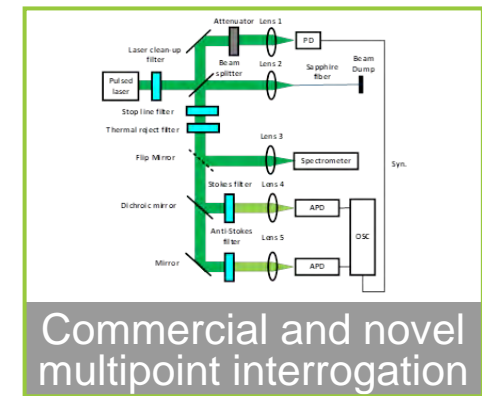 Attenuator Lens 1
PD
Laser clean-up
filter
Beam
splitter
Lens 2
Sapphire
fiber
Beam
Dump
Pulsed
laser
Stop line filter
Thermal reject filter
Lens 3
Flip Mirror
Spectrometer
Syn.
Stokes filter Lens 4
Dichroic mirror
APD
OSC
Anti-Stokes
filter
Lens 5
Mirror
APD
Commercial and novel
multipoint interrogation